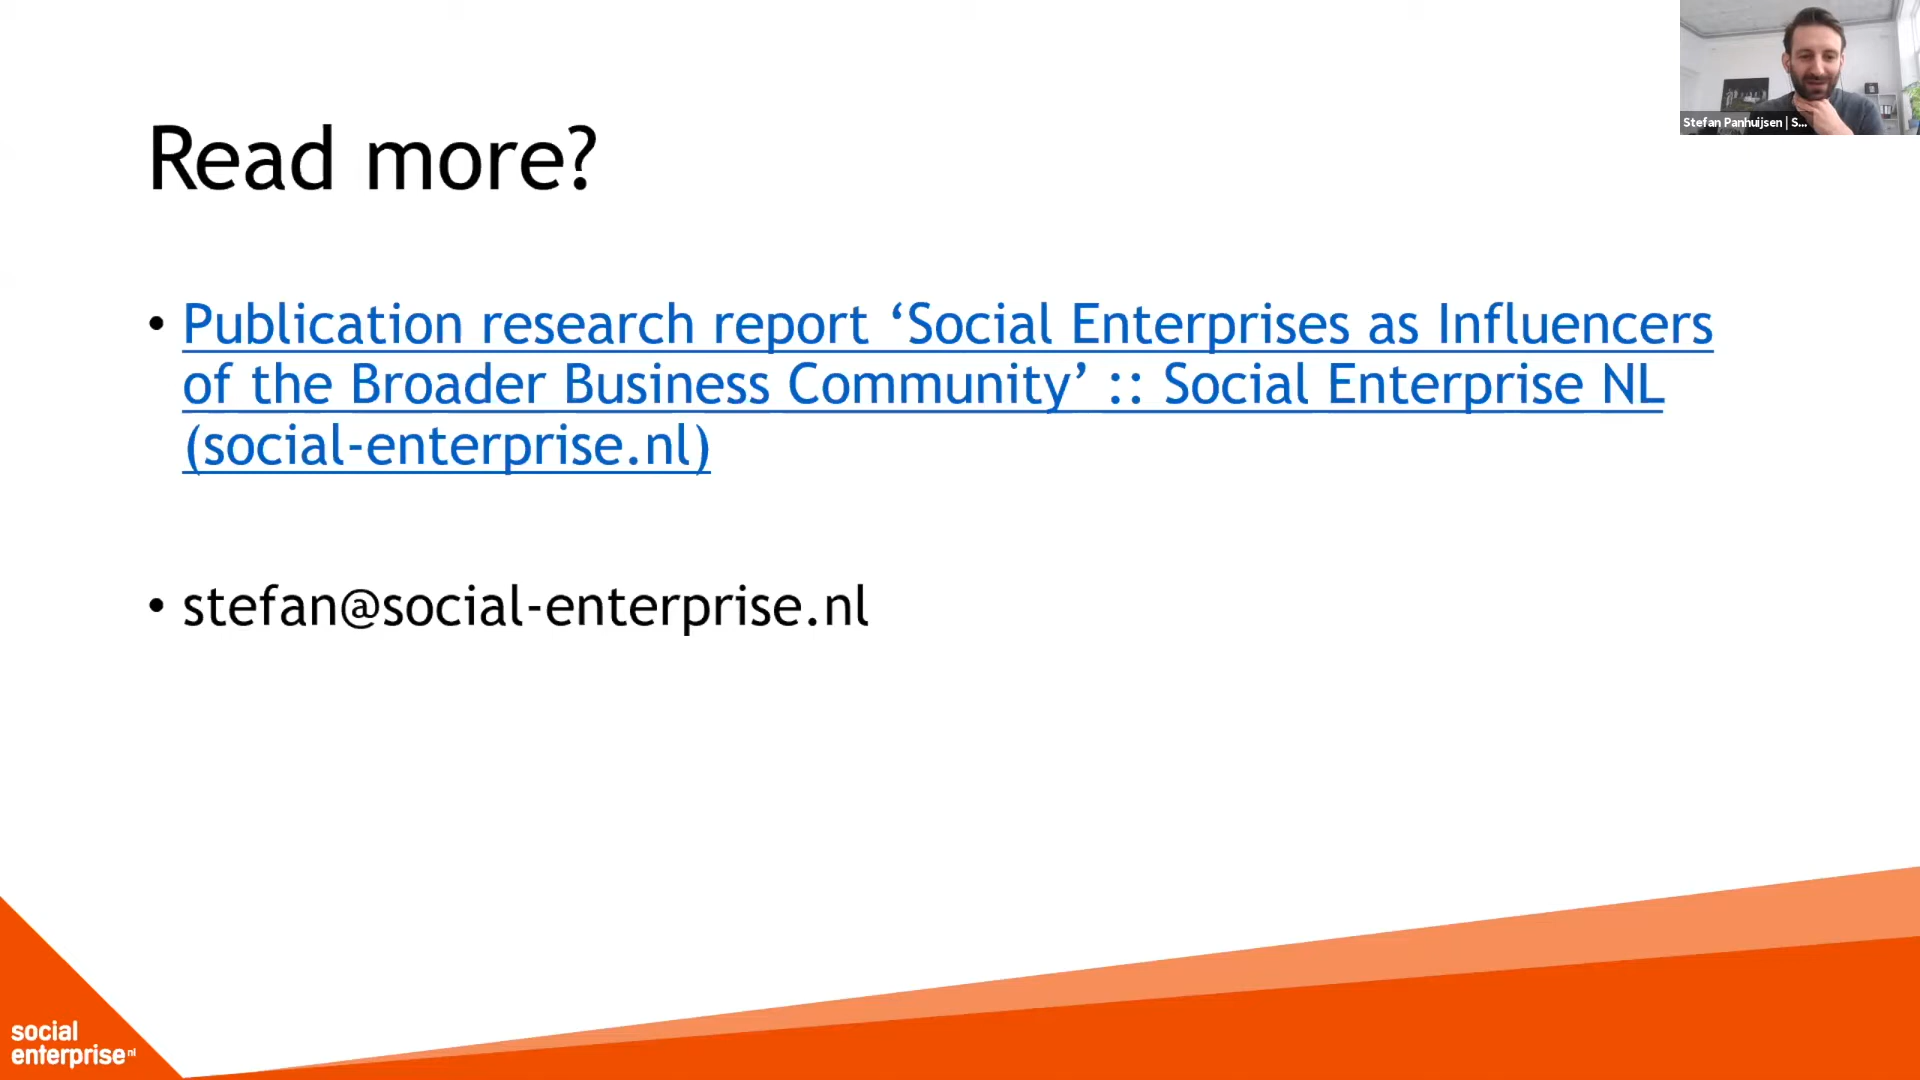 Stefan Panhuijsen | S...
Read more?
• Publication research report ‘Social Enterprises as Influencers
of the Broader Business Community’ :: Social Enterprise NL
(social-enterprise.nl)
• stefan@social-enterprise.nl
social
enterprise nl